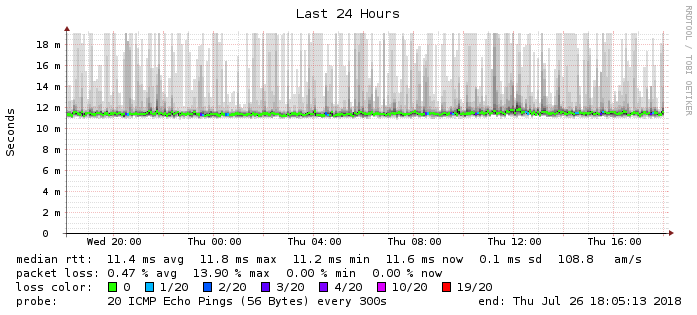 Last 24 Hours
RRDTOOL / TOBI OETIKER
Seconds
18 m
16 m
14 m
12 m
10 m
8 m
6 m
4 m
2 m
0
Wed 20:00 Thu 00:00 Thu 04:00 Thu 08:00 Thu 12:00 Thu 16:00
median rtt: 11.4 ms avg 11.8 ms max 11.2 ms min 11.6 ms now 0.1 ms sd 108.8 am/s
packet loss: 0.47 % avg 13.90 % max 0.00 % min 0.00 % now
loss color: 0 1/20 2/20 3/20 4/20 10/20 19/20
probe: 20 ICMP Echo Pings (56 Bytes) every 300s end: Thu Jul 26 18:05:13 2018